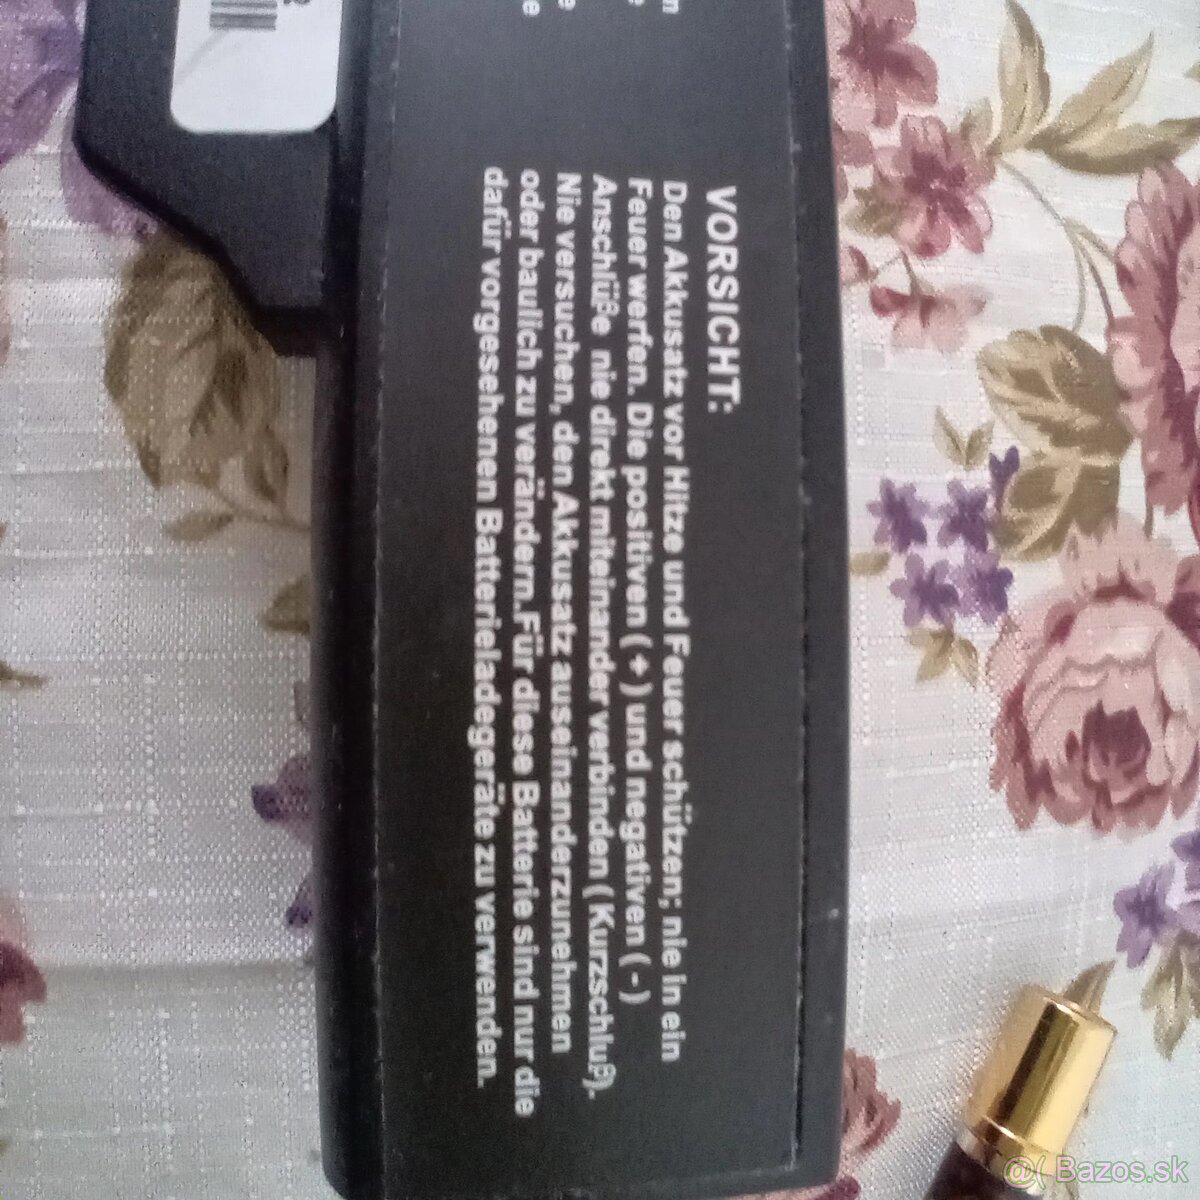 VORSICHT:
Den Akkusatz vor Hitze und Feuer schützen; nie in ein
Feuer werfen. Die positiven (+) und negativen (-)
Anschlüße nie direkt miteinander verbinden (Kurzschluß).
Nie versuchen, den Akkusatz auseinanderzunehmen
oder baulich zu verändern.Für diese Batterie sind nur die
dafür vorgesehenen Batterieladegeräte zu verwenden.
Bazos.sk